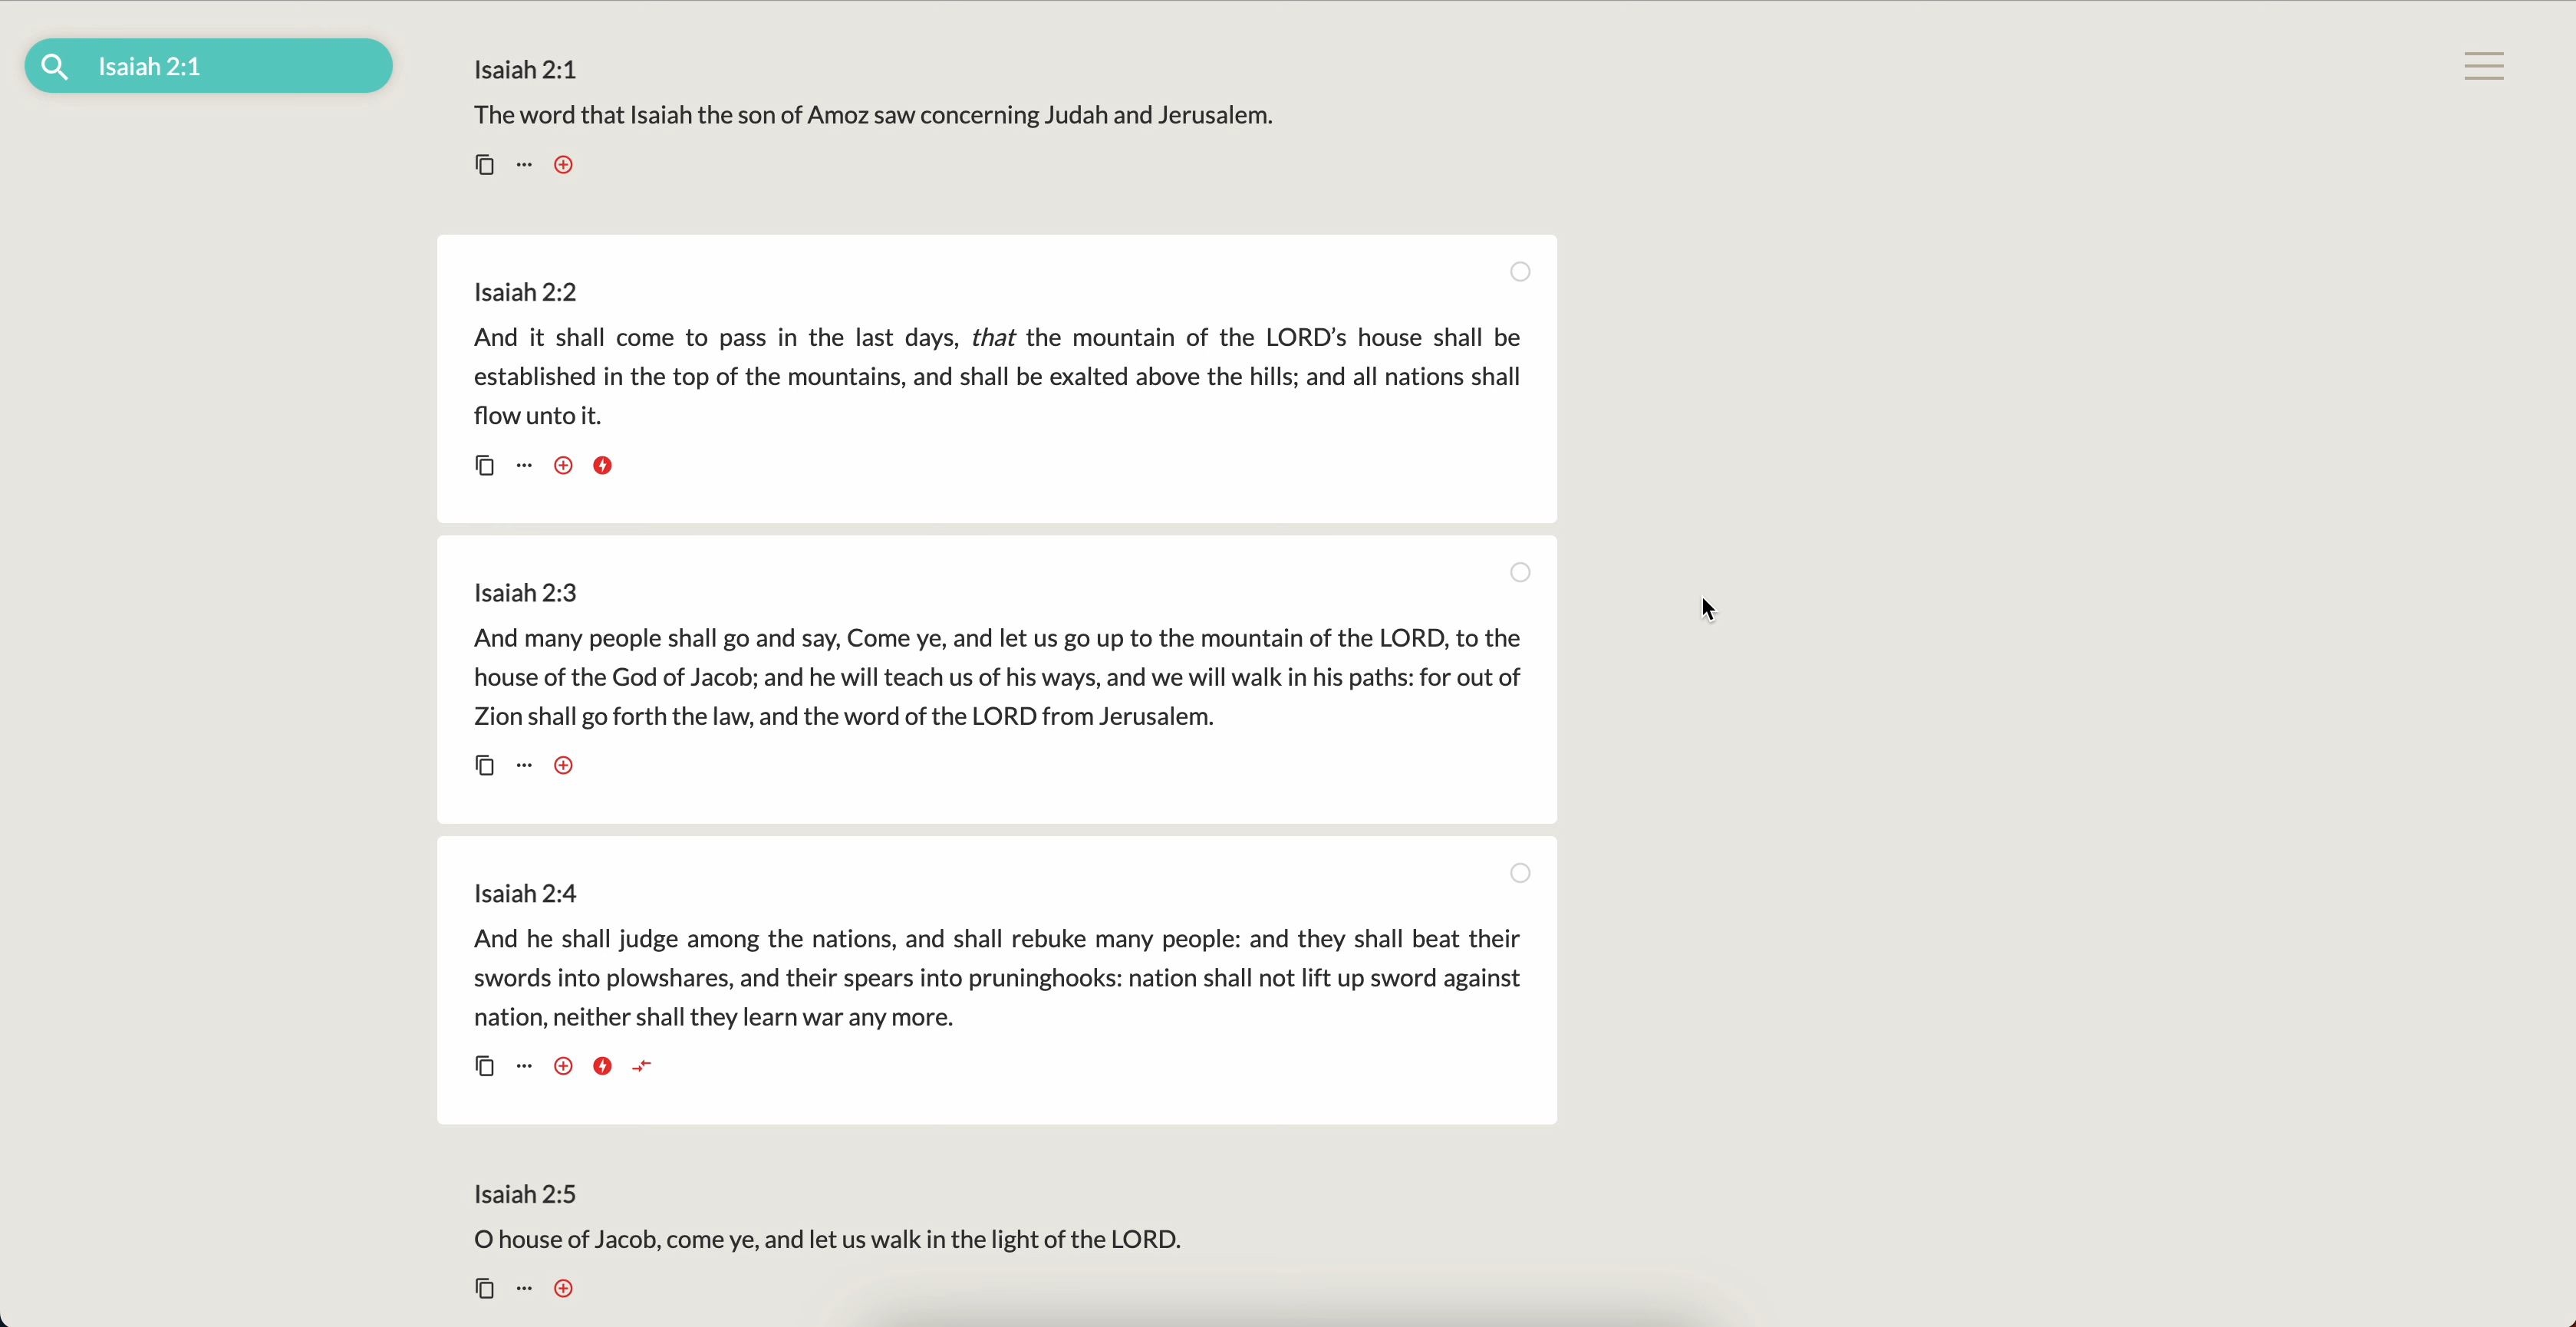 Isaiah 2:1
Isaiah 2:1
The word that Isaiah the son of Amoz saw concerning Judah and Jerusalem.
Isaiah 2:2
And it shall come to pass in the last days, that the mountain of the LORD’s house shall be
established in the top of the mountains, and shall be exalted above the hills; and all nations shall
flow unto it.
Isaiah 2:3
And many people shall go and say, Come ye, and let us go up to the mountain of the LORD, to the
house of the God of Jacob; and he will teach us of his ways, and we will walk in his paths: for out of
Zion shall go forth the law, and the word of the LORD from Jerusalem.
Isaiah 2:4
And he shall judge among the nations, and shall rebuke many people: and they shall beat their
swords into plowshares, and their spears into pruninghooks: nation shall not lift up sword against
nation, neither shall they learn war any more.
Isaiah 2:5
O house of Jacob, come ye, and let us walk in the light of the LORD.